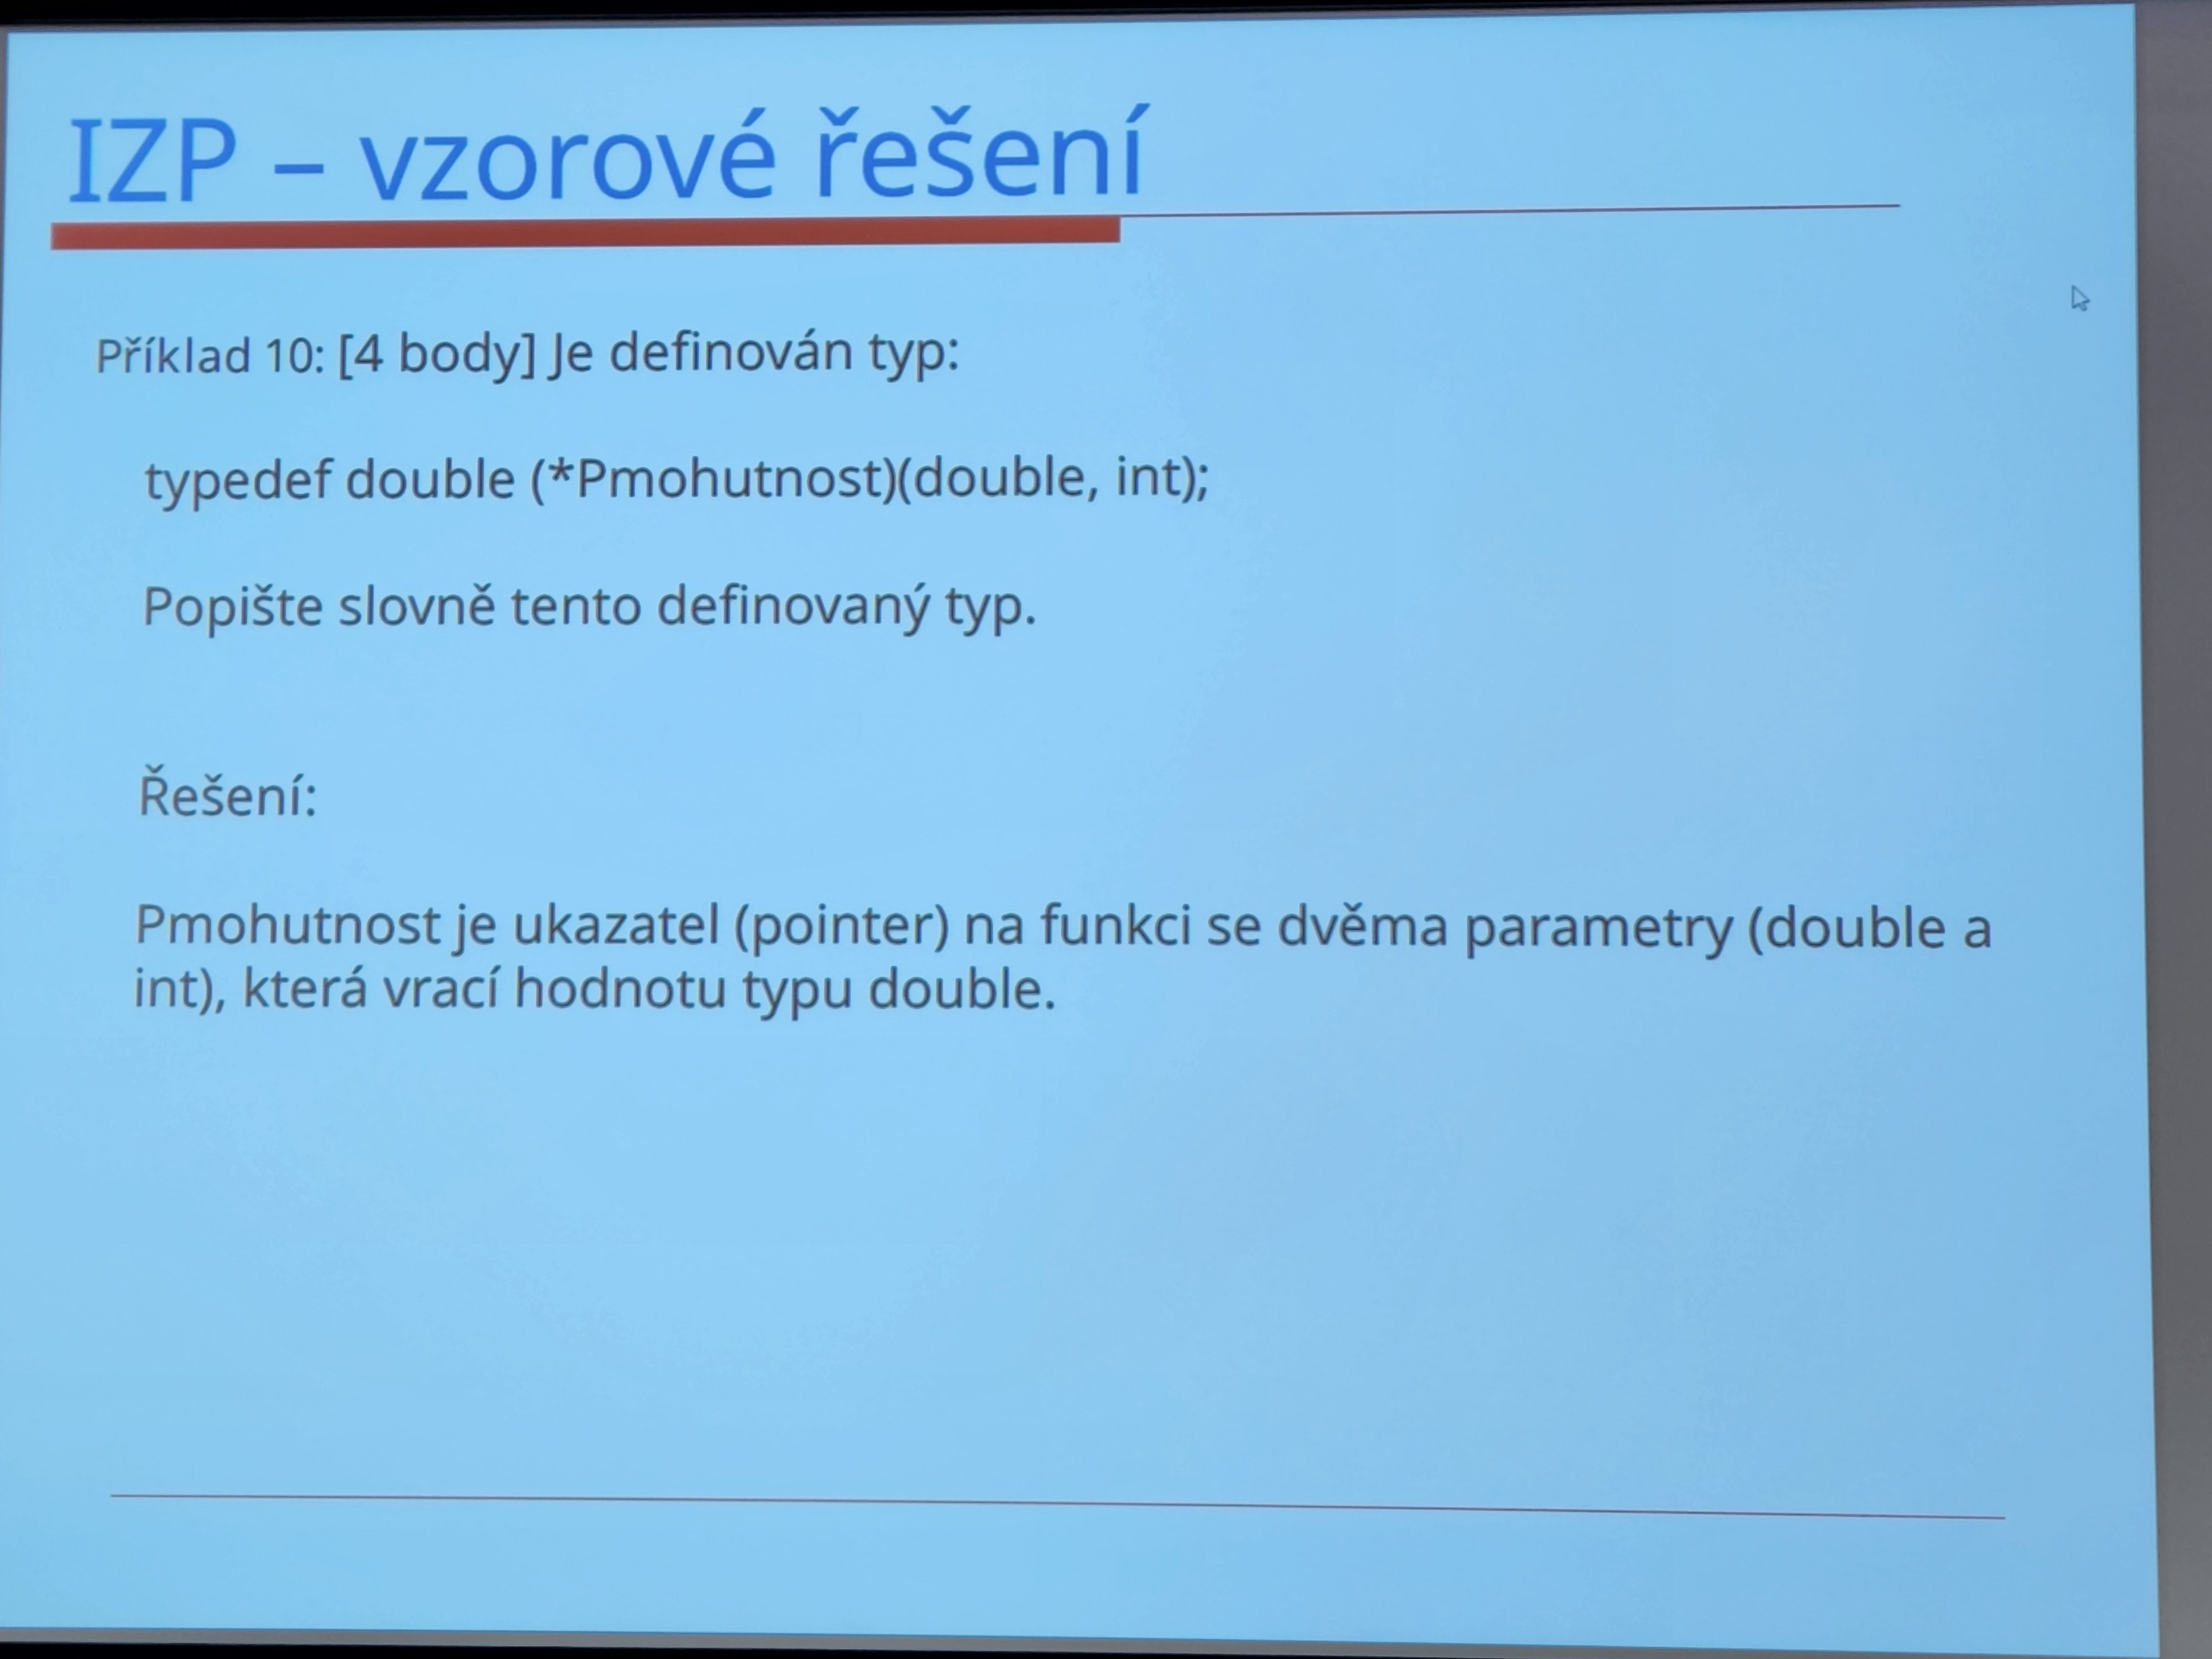 IZP – vzorové řešení
Příklad 10: [4 body] Je definován typ:
typedef double (*Pmohutnost)(double, int);
Popište slovně tento definovaný typ.
Řešení:
Pmohutnost je ukazatel (pointer) na funkci se dvěma parametry (double a
int), která vrací hodnotu typu double.